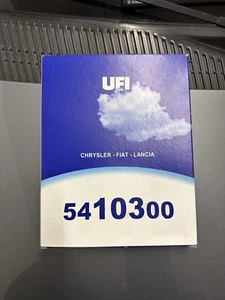 UFI
CHRYSLER - FIAT - LANCIA
5410300